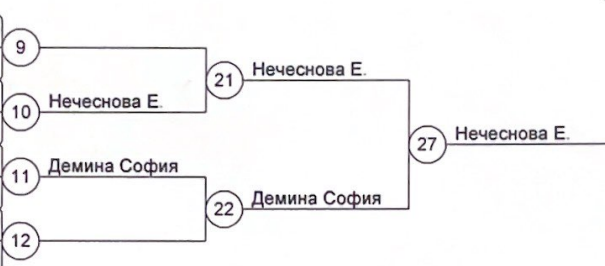 9
Нечеснова Е.
21
10
Нечеснова Е.
Нечеснова Е.
27
11
Демина София
Демина София
22
12